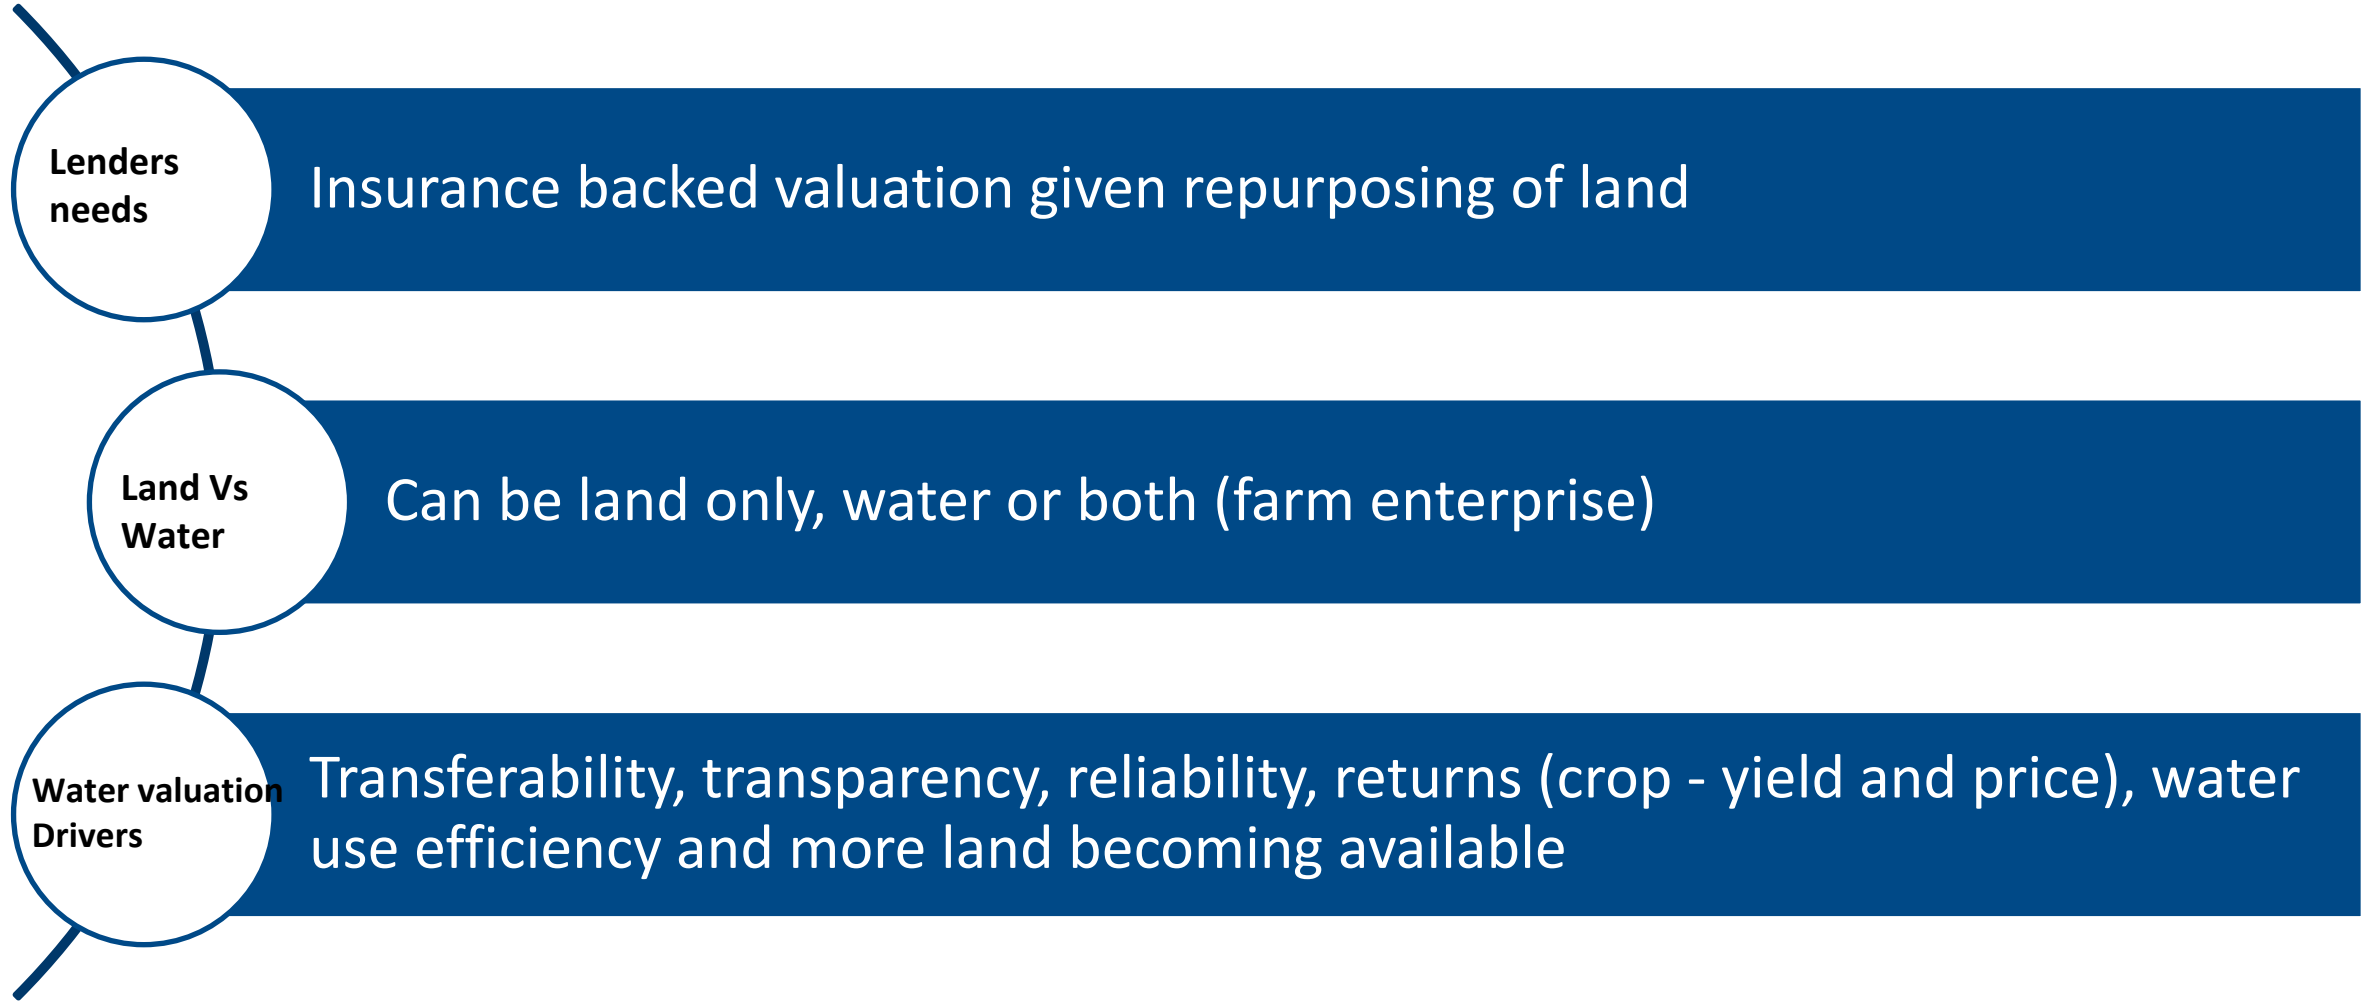 Lenders
needs
Insurance backed valuation given repurposing of land
Land Vs
Water
Can be land only, water or both (farm enterprise)
Water valuation
Drivers
Transferability, transparency, reliability, returns (crop - yield and price), water
use efficiency and more land becoming available